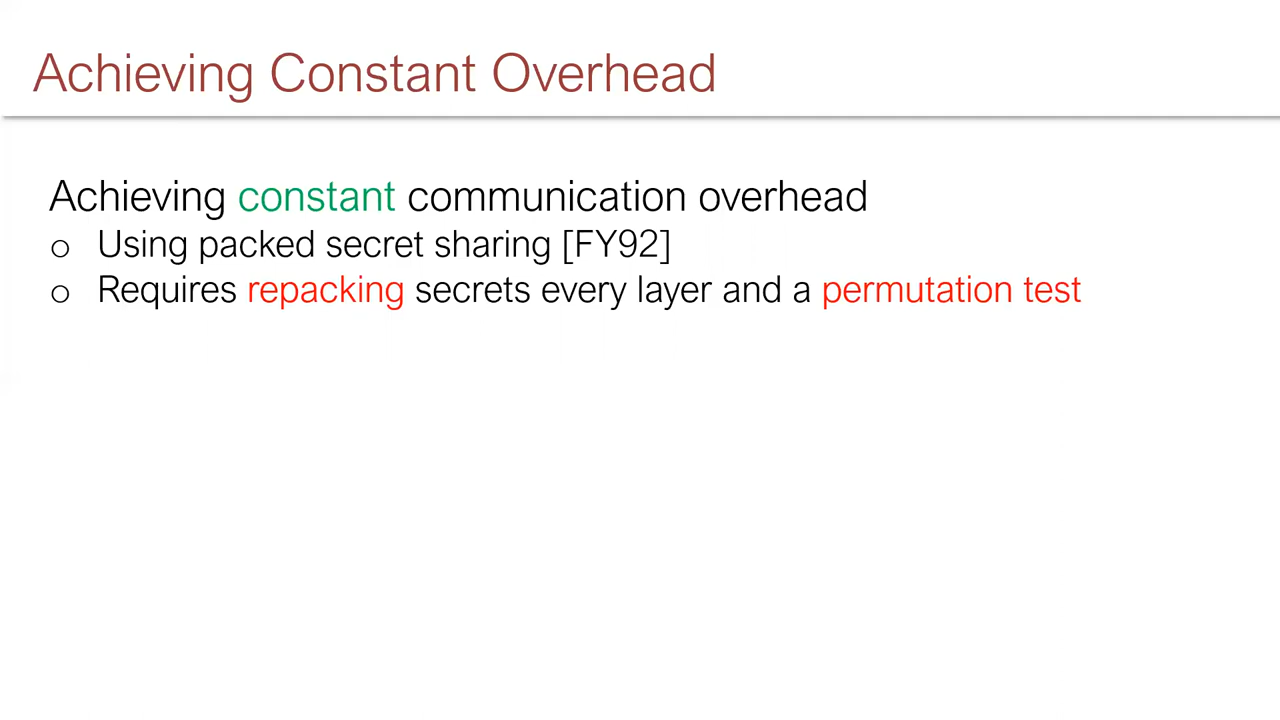 Achieving Constant Overhead
Achieving constant communication overhead
o Using packed secret sharing [FY92]
o Requires repacking secrets every layer and a permutation test